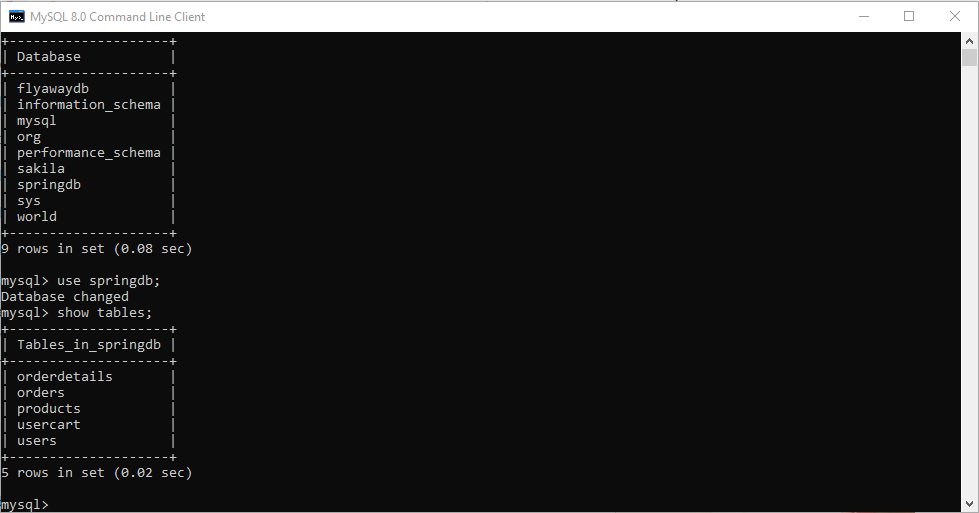 MySQL 8.0 Command Line Client
+--------------------+
| Database           |
+--------------------+
| flyawaydb          |
| information_schema |
| mysql              |
| org                |
| performance_schema |
| sakila             |
| springdb           |
| sys                |
| world              |
+--------------------+
9 rows in set (0.08 sec)
mysql> use springdb;
Database changed
mysql> show tables;
+--------------------+
| Tables_in_springdb |
+--------------------+
| orderdetails       |
| orders             |
| products           |
| usercart           |
| users              |
+--------------------+
5 rows in set (0.02 sec)
mysql>